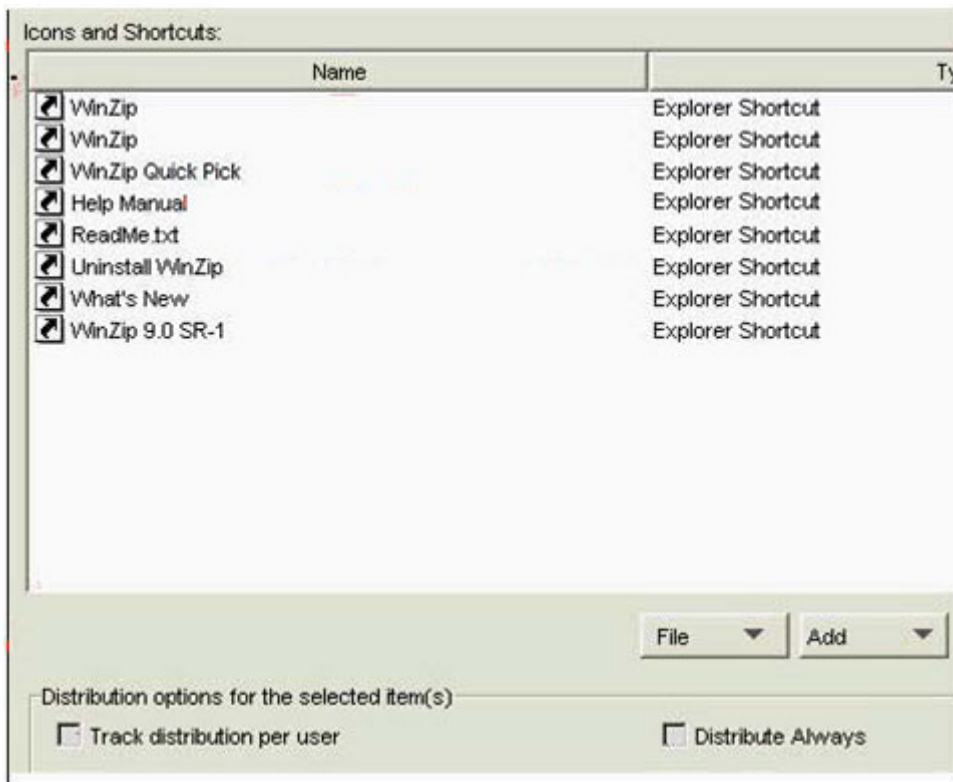 Icons and Shortcuts:
Name Ty
WinZip Explorer Shortcut
WinZip Explorer Shortcut
WinZip Quick Pick Explorer Shortcut
Help Manual Explorer Shortcut
ReadMe.txt Explorer Shortcut
Uninstall WinZip Explorer Shortcut
What's New Explorer Shortcut
WinZip 9.0 SR-1 Explorer Shortcut
File Add
Distribution options for the selected item(s)
Track distribution per user Distribute Always